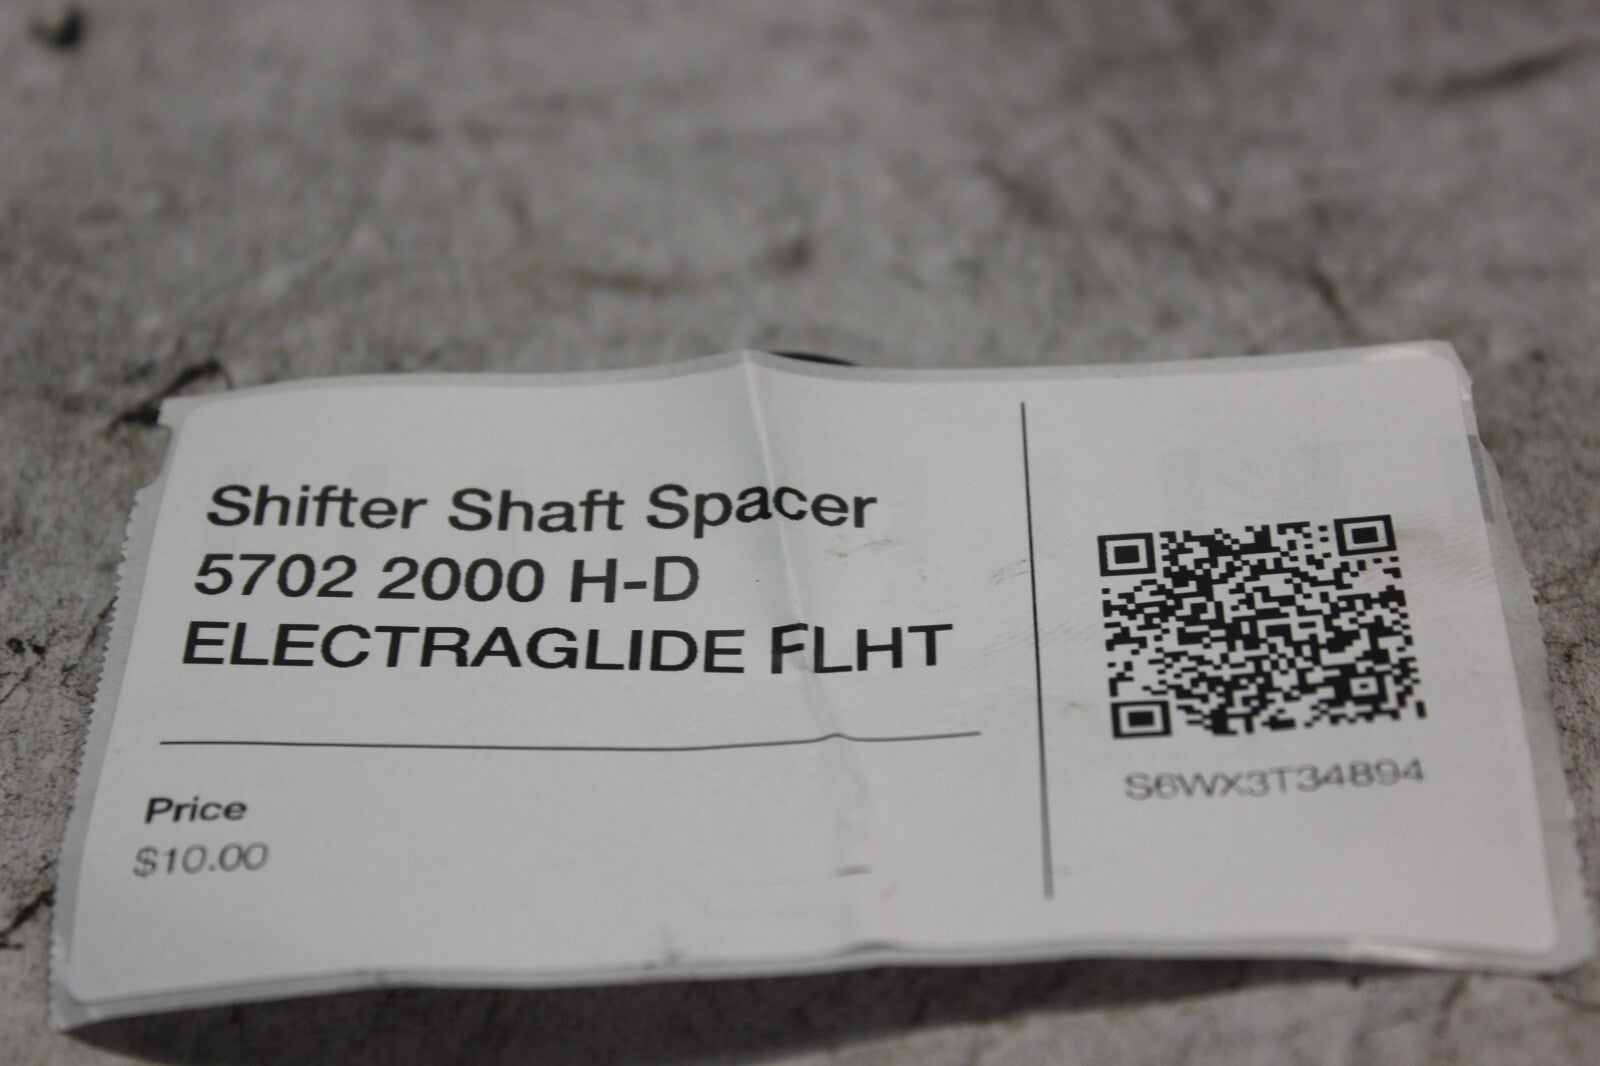 Shifter Shaft Spacer
5702 2000 H-D
ELECTRAGLIDE FLHT
Price
$10.00
S6WX3T34894